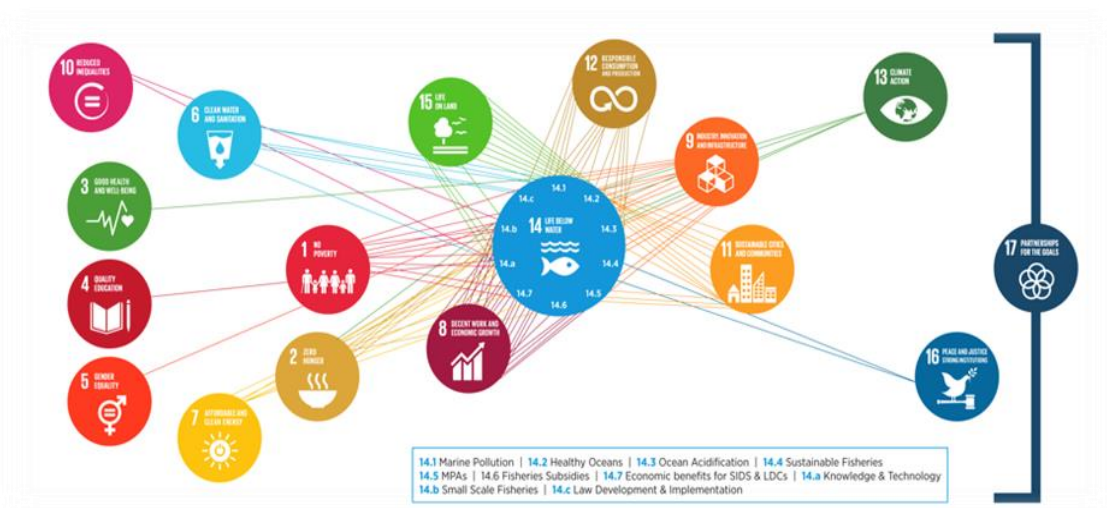 10 REDUCED
INEQUALITIES
6 CLEAN WATER
AND SANITATION
15 LIFE
ON LAND
12 RESPONSIBLE
CONSUMPTION
AND PRODUCTION
13 CLIMATE
ACTION
9 INDUSTRY, INNOVATION
AND INFRASTRUCTURE
3 GOOD HEALTH
AND WELL-BEING
14.1
14.c
14.2
14.b
14 LIFE BELOW
WATER
14.3
14.a
14.4
14.7
14.5
14.6
1 NO
POVERTY
11 SUSTAINABLE CITIES
AND COMMUNITIES
17 PARTNERSHIPS
FOR THE GOALS
4 QUALITY
EDUCATION
8 DECENT WORK AND
ECONOMIC GROWTH
2 ZERO
HUNGER
16 PEACE AND JUSTICE
STRONG INSTITUTIONS
5 GENDER
EQUALITY
7 AFFORDABLE AND
CLEAN ENERGY
14.1 Marine Pollution | 14.2 Healthy Oceans | 14.3 Ocean Acidification | 14.4 Sustainable Fisheries
14.5 MPAs | 14.6 Fisheries Subsidies | 14.7 Economic benefits for SIDS & LDCs | 14.a Knowledge & Technology
14.b Small Scale Fisheries | 14.c Law Development & Implementation